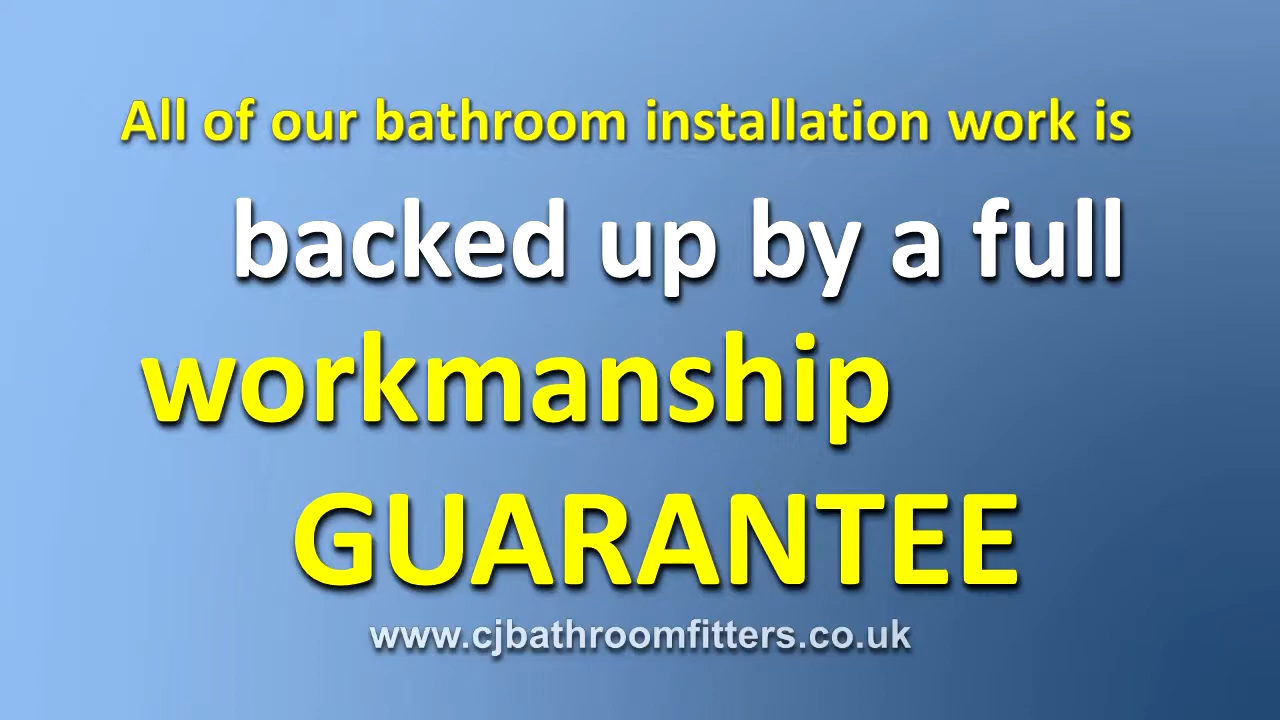 All of our bathroom installation work is
backed up by a full
workmanship
GUARANTEE
www.cjbathroomfitters.co.uk